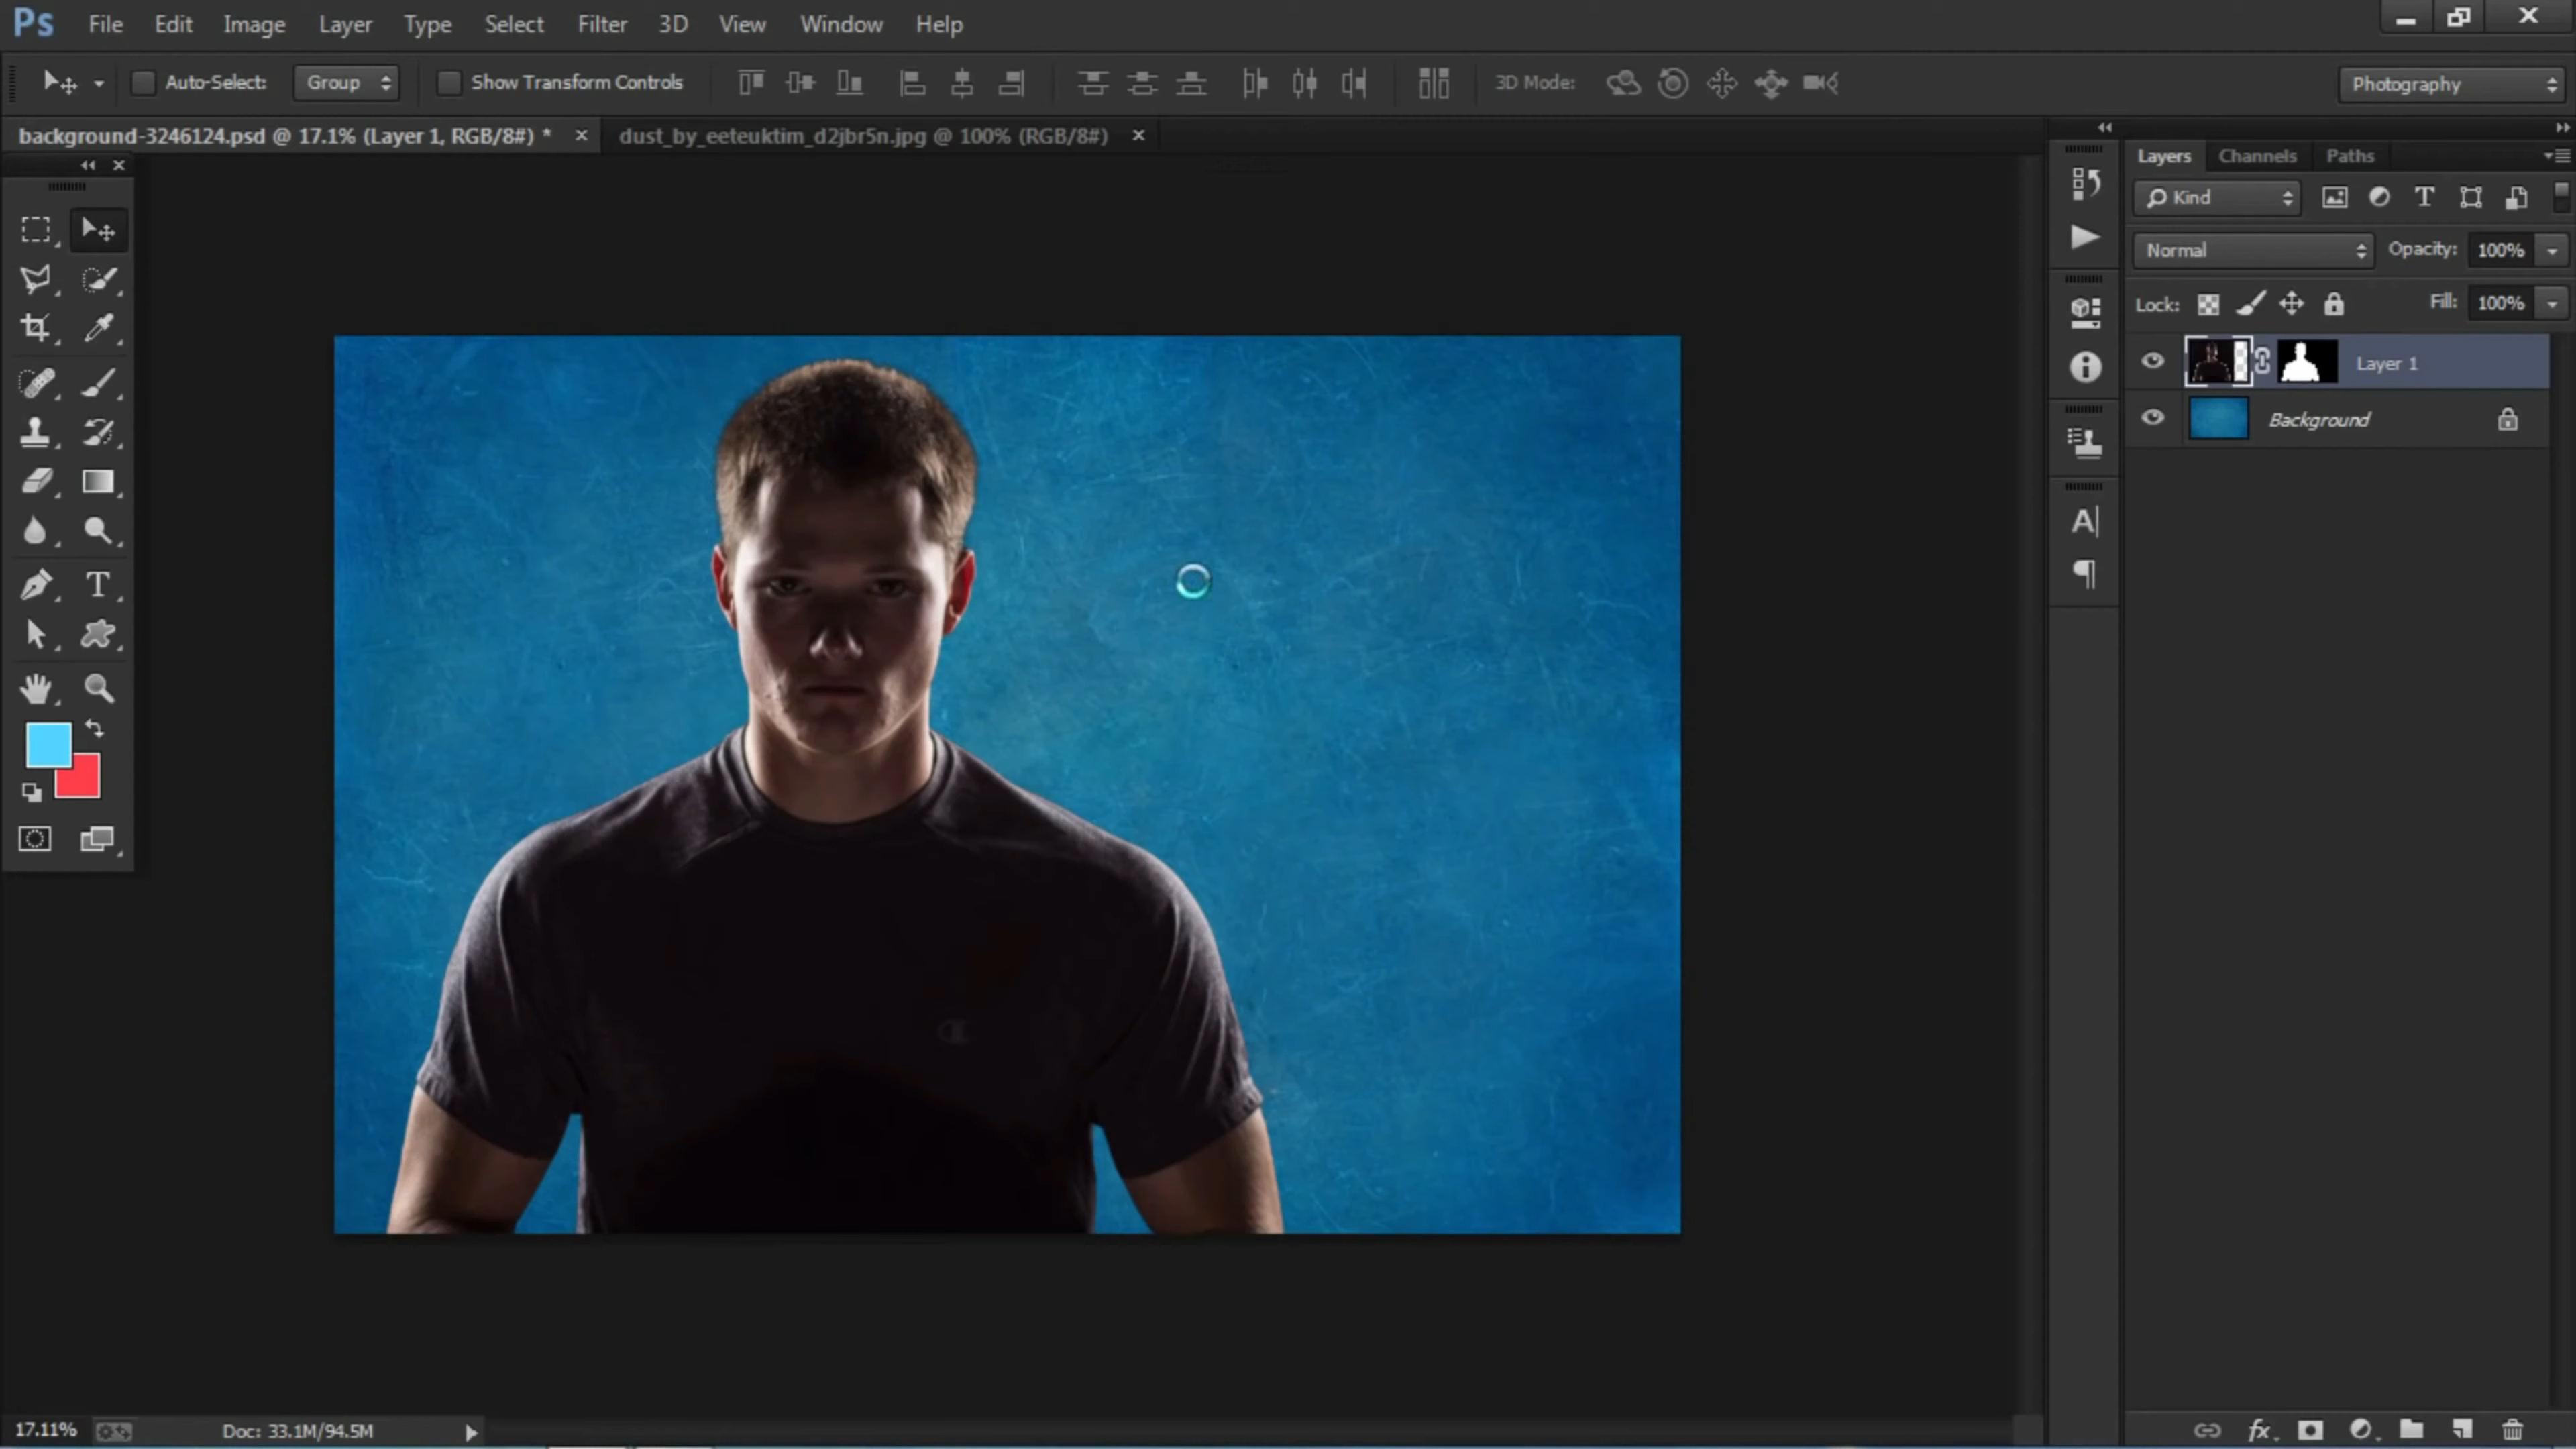 Ps File Edit Image Layer Type Select Filter 3D View Window Help
Auto-Select: Group Show Transform Controls 3D Mode: Photography
background-3246124.psd @ 17.1% (Layer 1, RGB/8#) * × dust_by_eeteuktim_d2jbr5n.jpg @ 100% (RGB/8#) ×
Layers Channels Paths
Kind
Normal Opacity: 100%
Lock: Fill: 100%
Layer 1
Background
17.11% Doc: 33.1M/94.5M